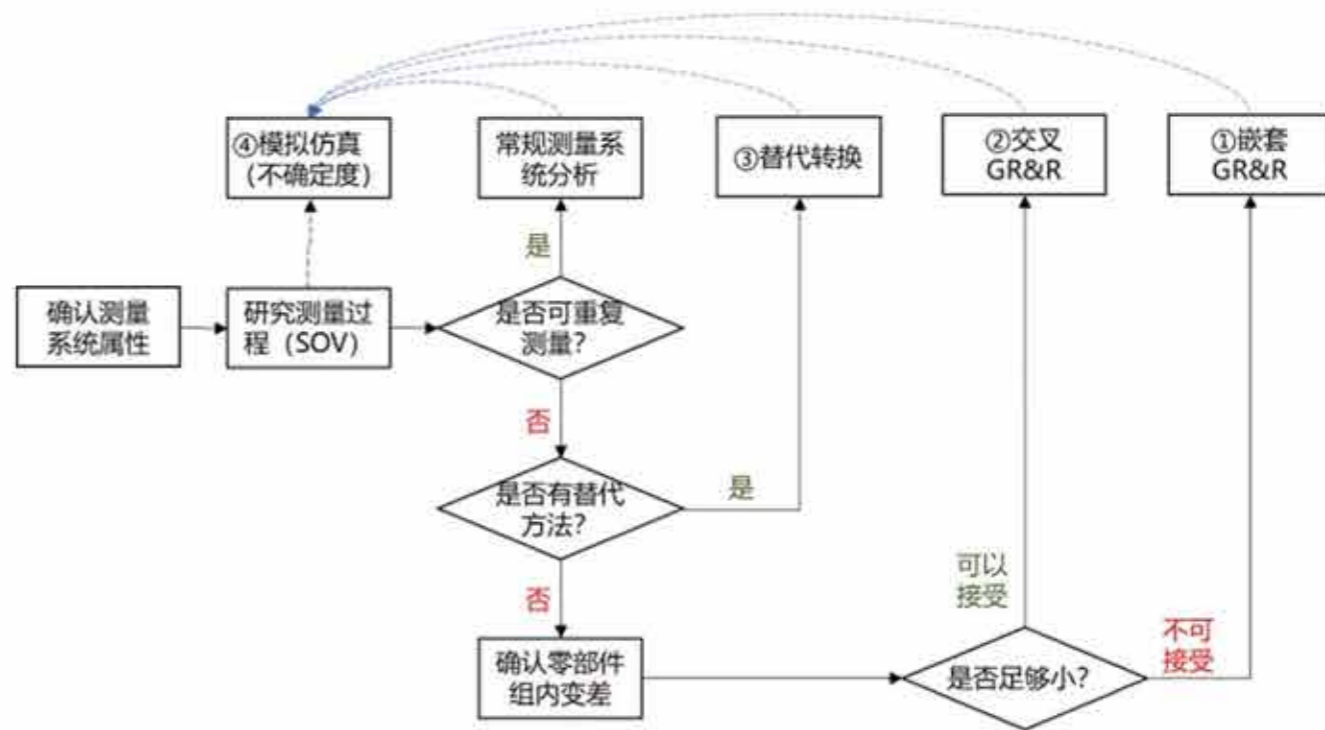 ④模拟仿真
（不确定度）
常规测量系
统分析
③替代转换
②交叉
GR&R
①嵌套
GR&R
是
确认测量
系统属性
研究测量过
程（SOV）
是否可重复
测量？
否
是否有替代
方法？
是
否
可以
接受
不可
接受
确认零部件
组内变差
是否足够小？